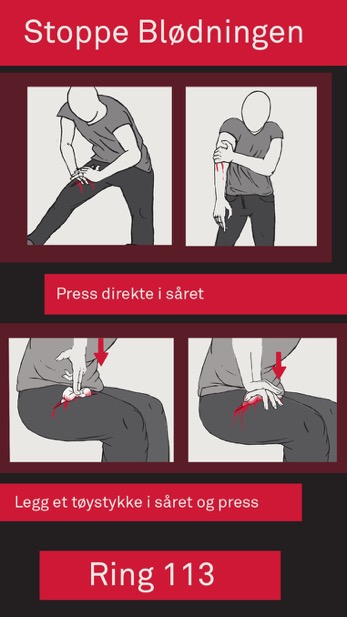 Stoppe Blødningen
Press direkte i såret
Legg et tøystykke i såret og press
Ring 113